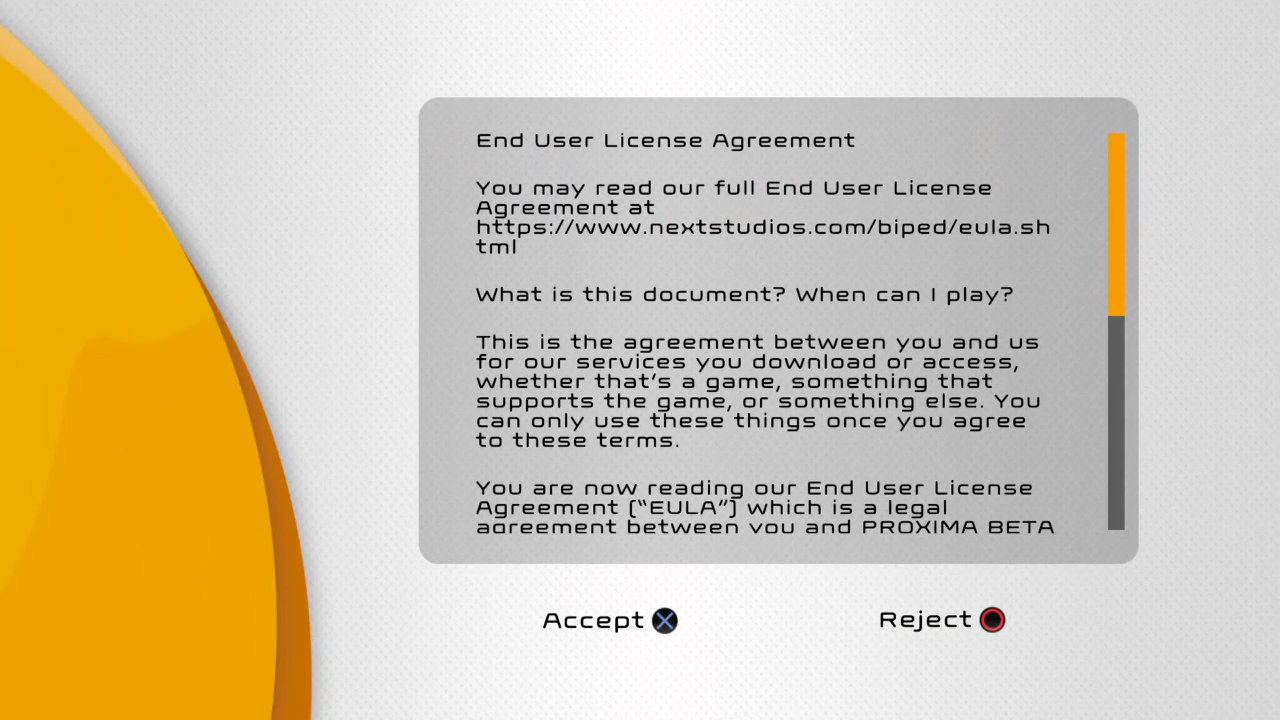 End User License Agreement
You may read our full End User License
Agreement at
https://www.nextstudios.com/biped/eula.sh
tml
What is this document? When can I play?
This is the agreement between you and us
for our services you download or access,
whether that's a game, something that
supports the game, or something else. You
can only use these things once you agree
to these terms.
You are now reading our End User License
Agreement (“EULA”) which is a legal
agreement between you and PROXIMA BETA
Accept
Reject